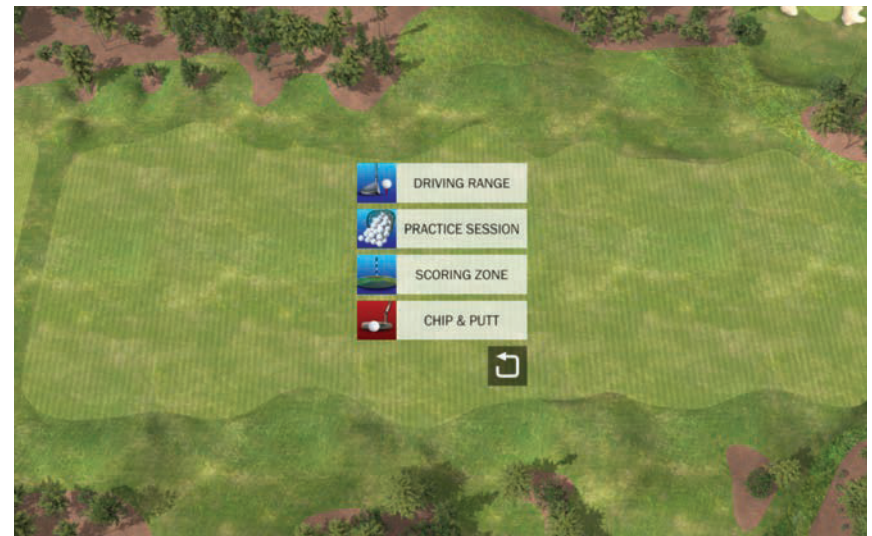 DRIVING RANGE
PRACTICE SESSION
SCORING ZONE
CHIP & PUTT